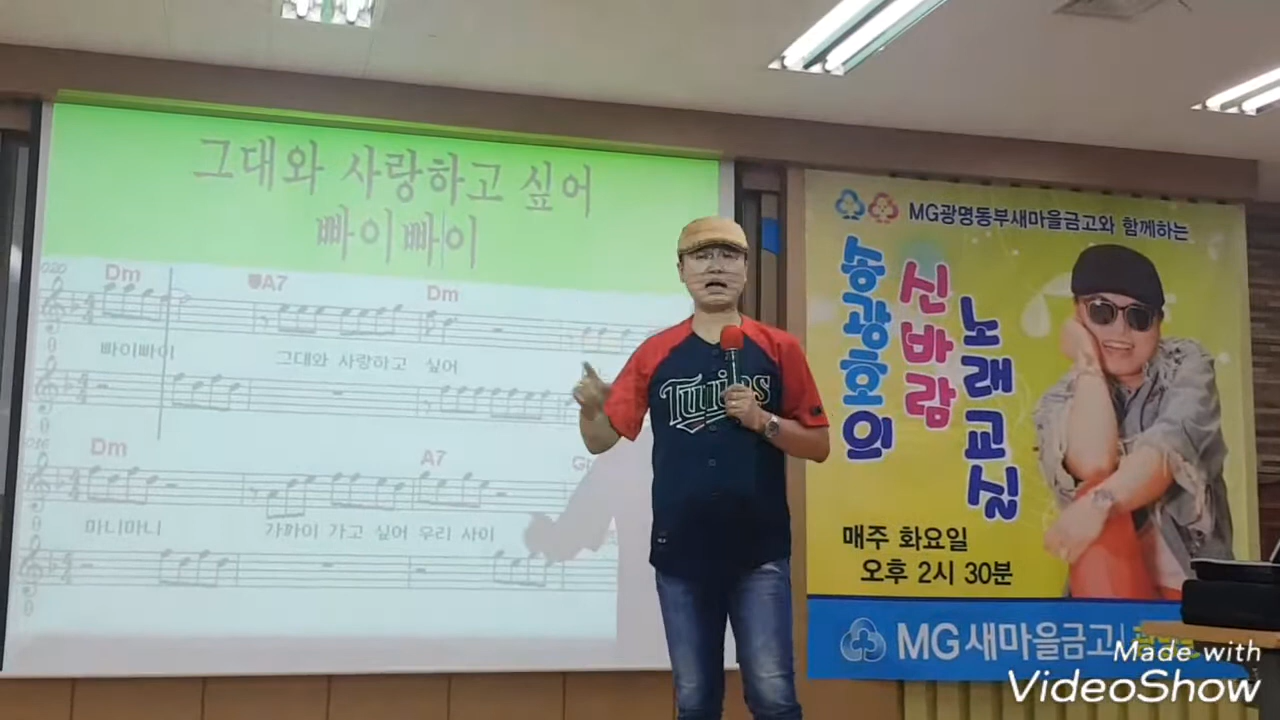 그대와 사랑하고 싶어
빠이빠이
Dm A7 Dm
빠이빠이 그대와 사랑하고 싶어
Dm A7
마니마니 가까이 가고 싶어 우리 사이
Twins
MG광명동부새마을금고와 함께하는
송광호의
신바람
노래교실
매주 화요일
오후 2시 30분
MG새마을금고
Made with
VideoShow